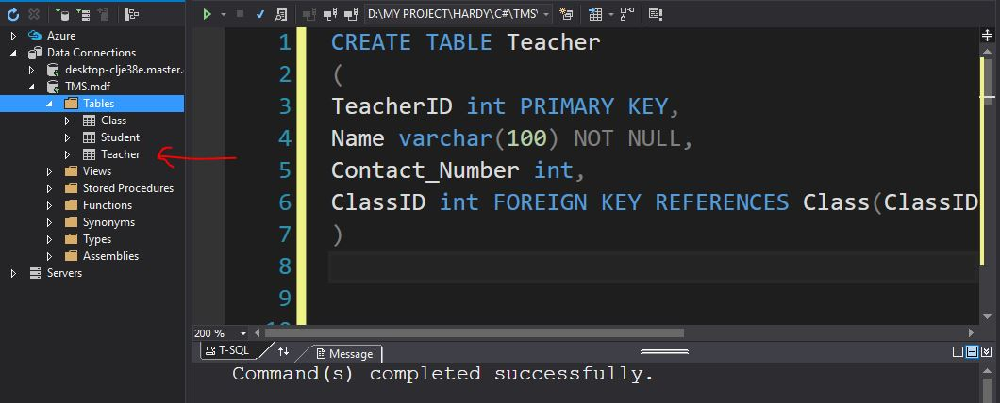 Azure
Data Connections
desktop-clje38e.master.
TMS.mdf
Tables
Class
Student
Teacher
Views
Stored Procedures
Functions
Synonyms
Types
Assemblies
Servers
D:\MY PROJECT\HARDY\C#\TMS\
1 CREATE TABLE Teacher
2 (
3 TeacherID int PRIMARY KEY,
4 Name varchar(100) NOT NULL,
5 Contact_Number int,
6 ClassID int FOREIGN KEY REFERENCES Class(ClassID
7 )
8
9
200 %
T-SQL
Message
Command(s) completed successfully.